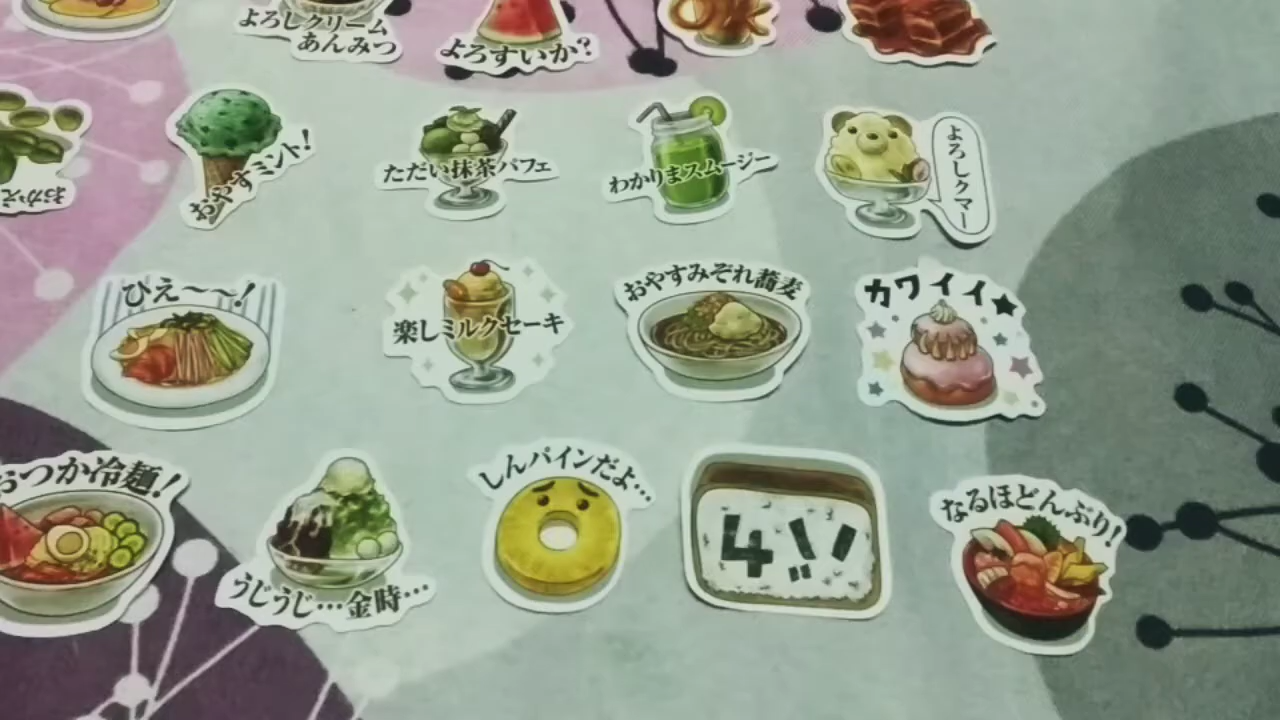 よろしクリーム
あんみつ
よろすいか?
おかえ
おやすミント!
ただい抹茶パフェ
わかりまスムージー
よろしクマー
ひえ〜〜!
楽しミルクセーキ
おやすみぞれ蕎麦
カワイイ★
おつか冷麺!
うじうじ…金時…
しんパインだよ…
なるほどんぶり!